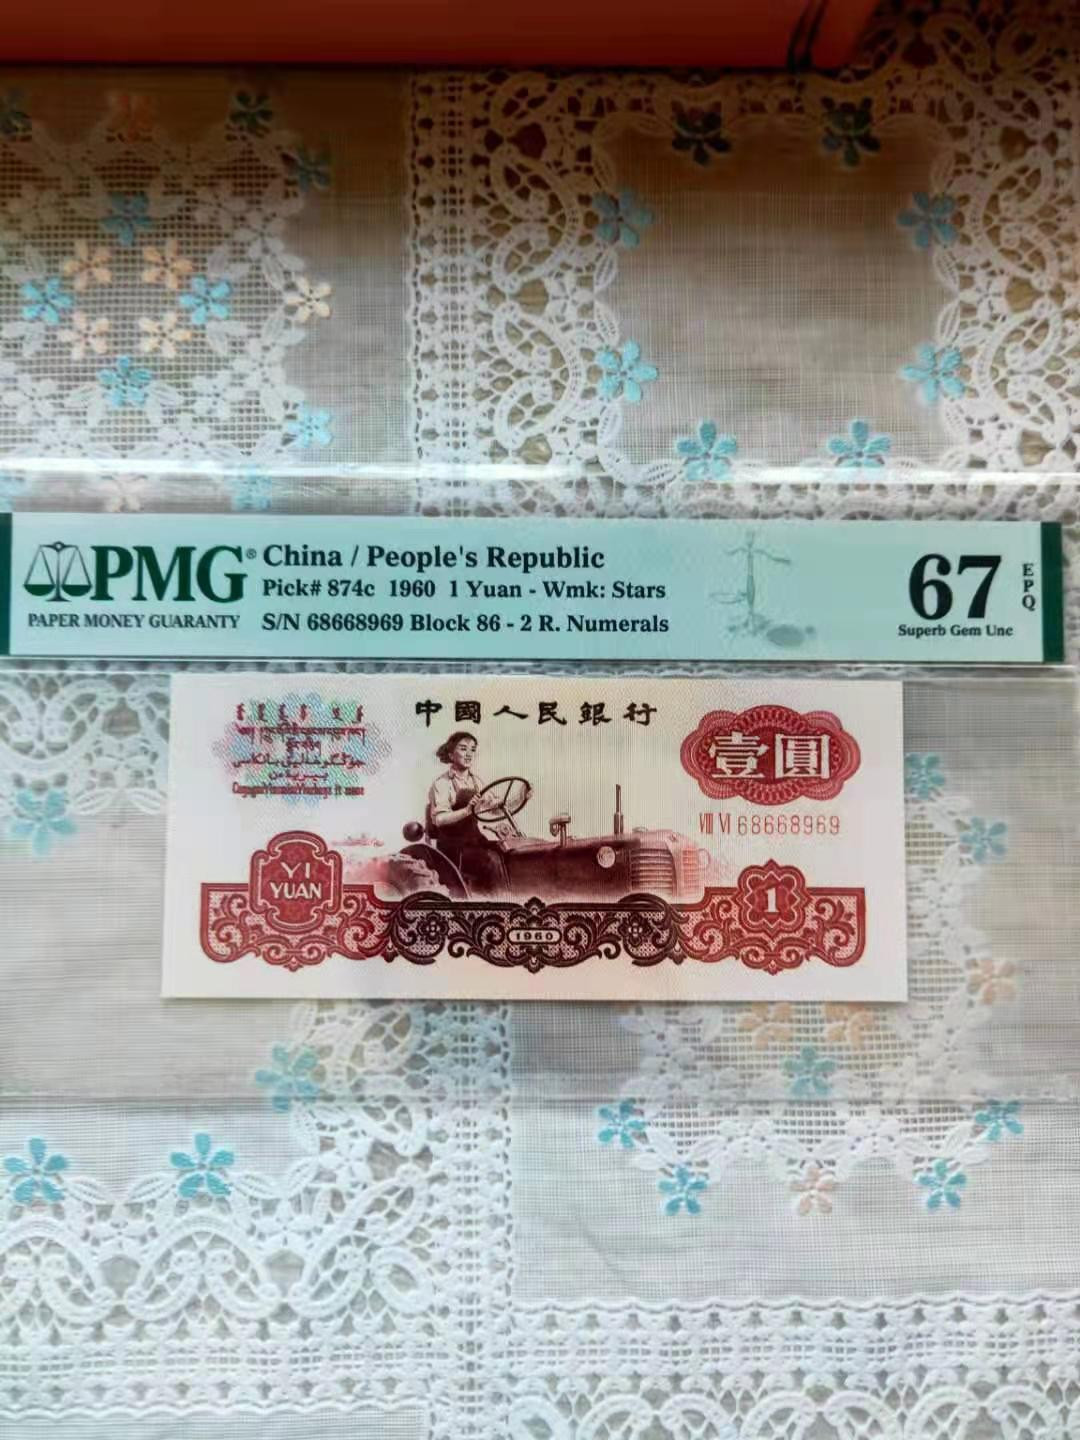 PMG®
PAPER MONEY GUARANTY
China / People's Republic
Pick# 874c 1960 1 Yuan - Wmk: Stars
S/N 68668969 Block 86 - 2 R. Numerals
67
EPQ
Superb Gem Unc
中國人民銀行
壹圓
VIII VI 68668969
YI
YUAN
1960
1